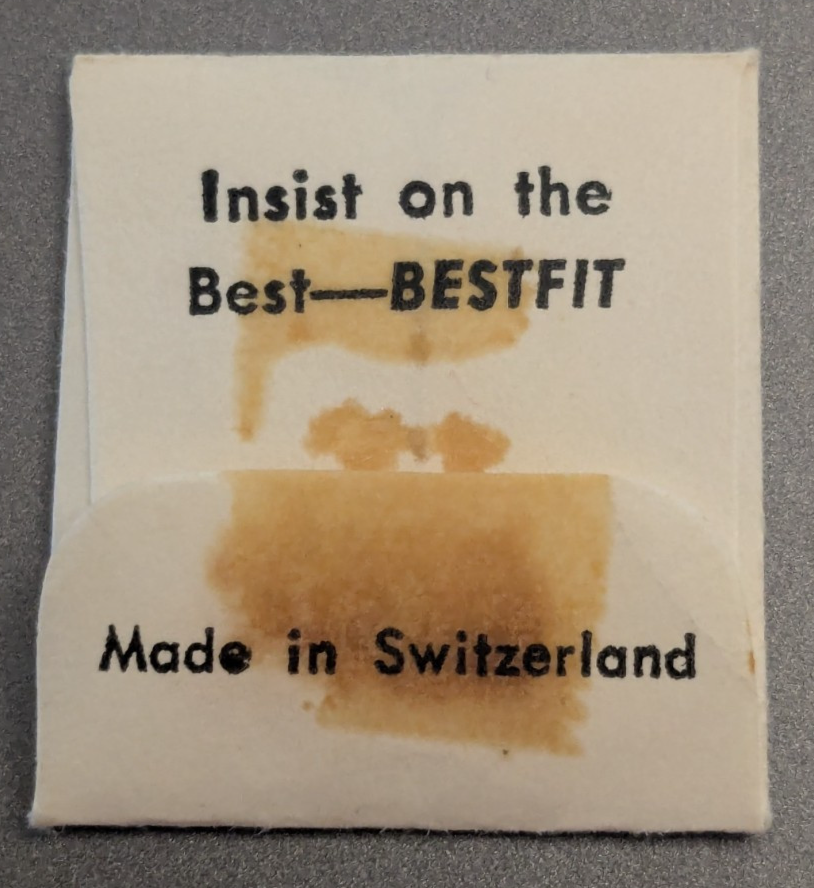 Insist on the
Best—BESTFIT
Made in Switzerland